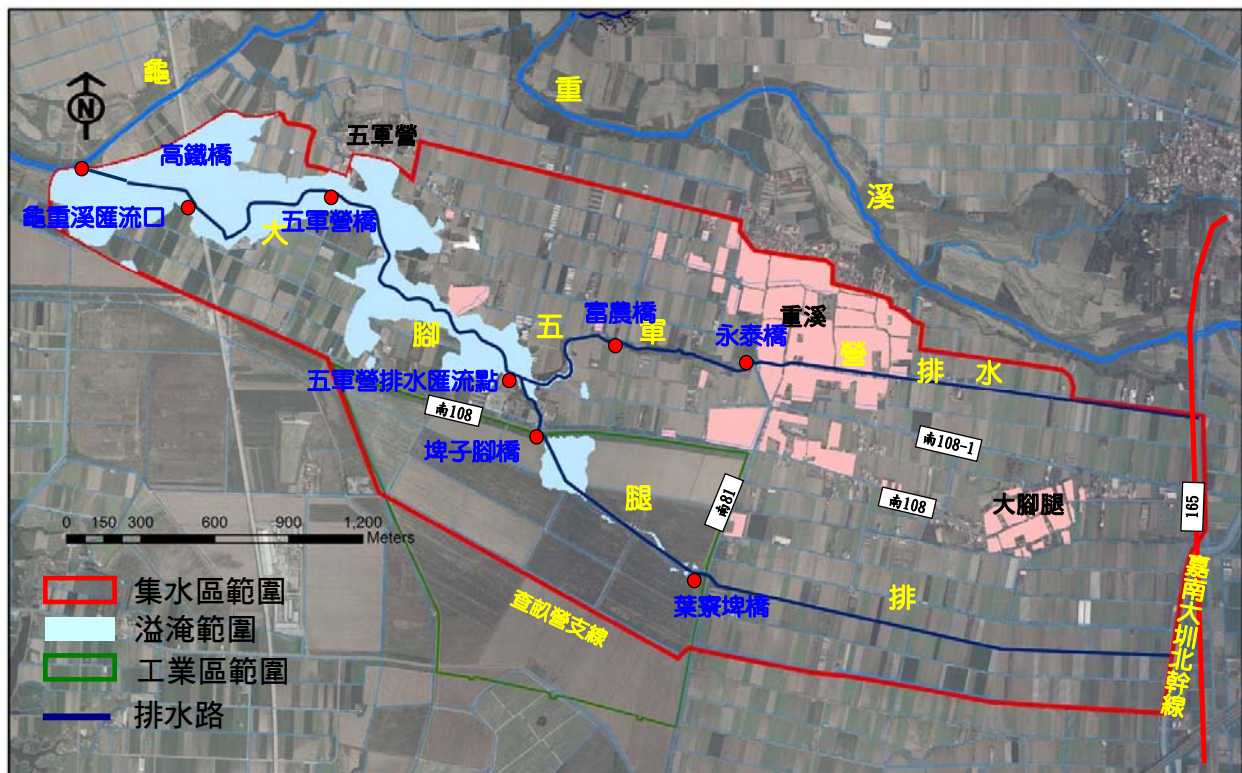 龜
重
溪
N
五軍營
高鐵橋
龜重溪匯流口
五軍營橋
大
腳
五
軍
營
排
水
富農橋
重溪
永泰橋
五軍營排水匯流點
南108
埤子腳橋
南108-1
腿
南81
南108
大腳腿
165
葉寮埤橋
排
查畝營支線
嘉南大圳北幹線
0 150 300 600 900 1,200
Meters
集水區範圍
溢淹範圍
工業區範圍
排水路